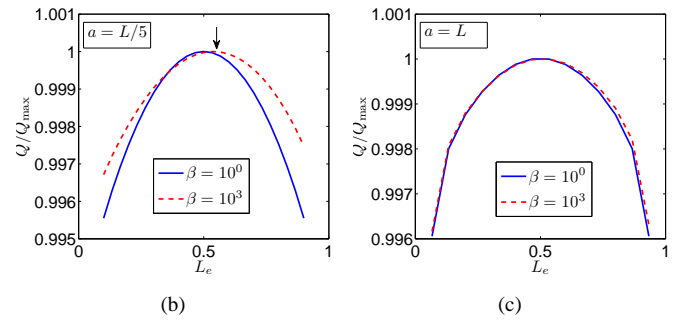 a = L/5
Q/Q_max
1.001
1
0.999
0.998
0.997
0.996
0.995
0
0.5
1
L_e
β = 10^0
β = 10^3
(b)
a = L
Q/Q_max
1.001
1
0.999
0.998
0.997
0.996
0
0.5
1
L_e
β = 10^0
β = 10^3
(c)